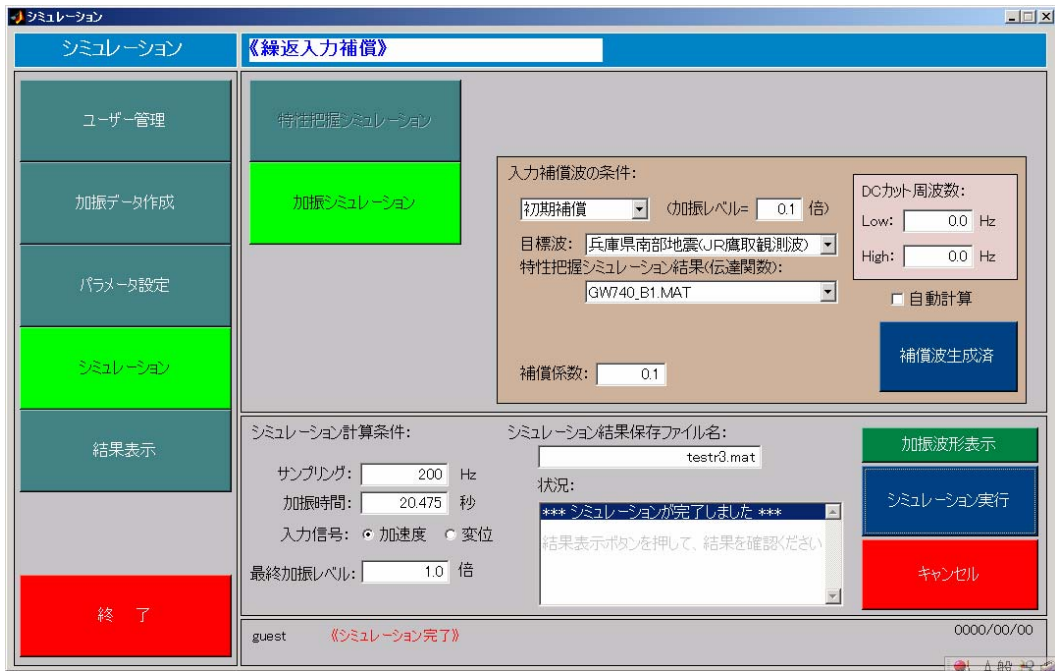 シミュレーション
シミュレーション
《繰返入力補償》
ユーザー管理
加振データ作成
パラメータ設定
シミュレーション
結果表示
終 了
特性把握シミュレーション
加振シミュレーション
入力補償波の条件:
初期補償 (加振レベル= 0.1 倍)
目標波: 兵庫県南部地震(JR鷹取観測波)
特性把握シミュレーション結果(伝達関数):
GW740_B1.MAT
補償係数: 0.1
DCカット周波数:
Low: 0.0 Hz
High: 0.0 Hz
自動計算
補償波生成済
シミュレーション計算条件:
サンプリング: 200 Hz
加振時間: 20.475 秒
入力信号: 加速度 変位
最終加振レベル: 1.0 倍
シミュレーション結果保存ファイル名:
testr3.mat
状況:
*** シミュレーションが完了しました ***
結果表示ボタンを押して、結果を確認ください
加振波形表示
シミュレーション実行
キャンセル
guest 《シミュレーション完了》
0000/00/00
A 般